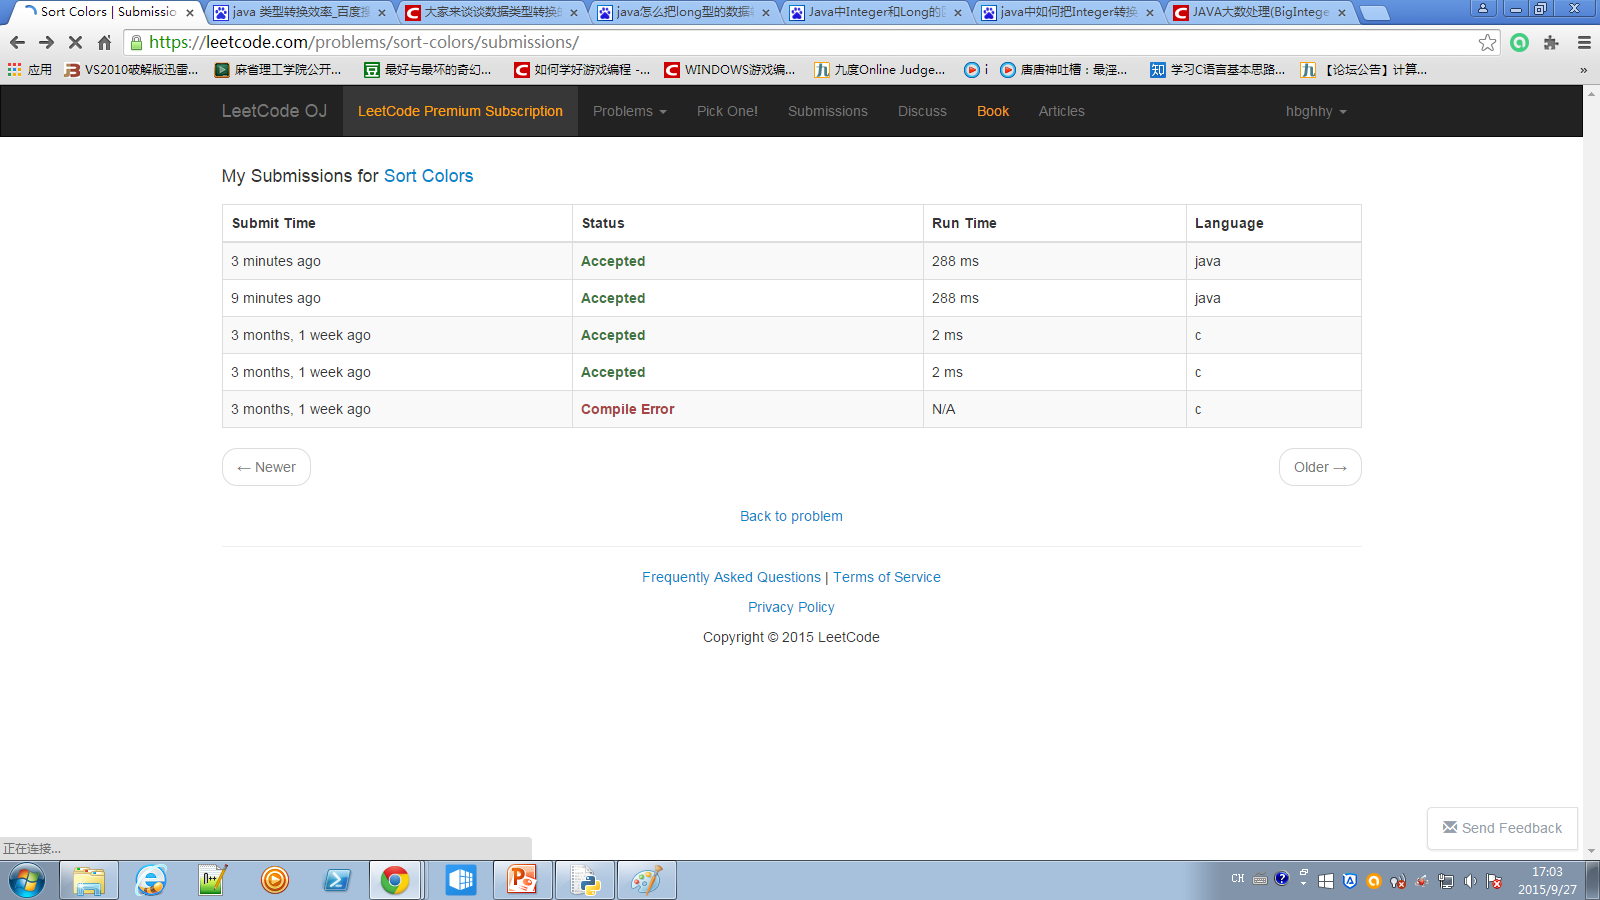 Sort Colors | Submissio
java 类型转换效率_百度搜
大家来谈谈数据类型转换的
java怎么把long型的数据
Java中Integer和Long的
java中如何把Integer转换
JAVA大数处理(BigIntege
https://leetcode.com/problems/sort-colors/submissions/
应用 VS2010破解版迅雷... 麻省理工学院公开... 最好与最坏的奇幻... 如何学好游戏编程 -... WINDOWS游戏编... 九度Online Judge... i 唐唐神吐槽：最淫... 学习C语言基本思路... 【论坛公告】计算... »
LeetCode OJ LeetCode Premium Subscription Problems Pick One! Submissions Discuss Book Articles hbghhy
My Submissions for Sort Colors
Submit Time Status Run Time Language
3 minutes ago Accepted 288 ms java
9 minutes ago Accepted 288 ms java
3 months, 1 week ago Accepted 2 ms c
3 months, 1 week ago Accepted 2 ms c
3 months, 1 week ago Compile Error N/A c
← Newer Older →
Back to problem
Frequently Asked Questions | Terms of Service
Privacy Policy
Copyright © 2015 LeetCode
Send Feedback
正在连接...
CH
17:03
2015/9/27